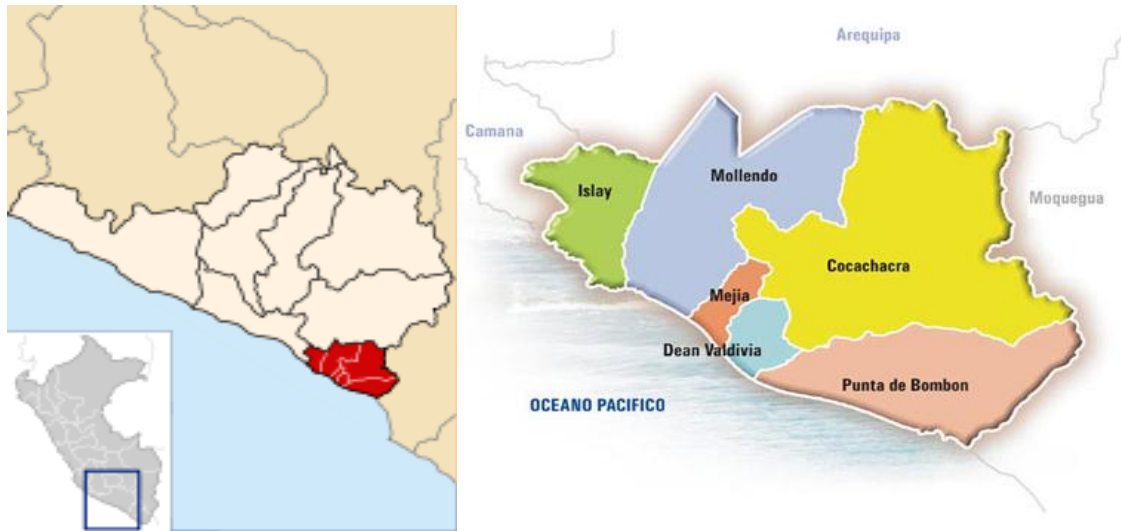 Arequipa
Camana
Mollendo
Islay
Moquegua
Cocachacra
Mejia
Dean Valdivia
Punta de Bombon
OCEANO PACIFICO